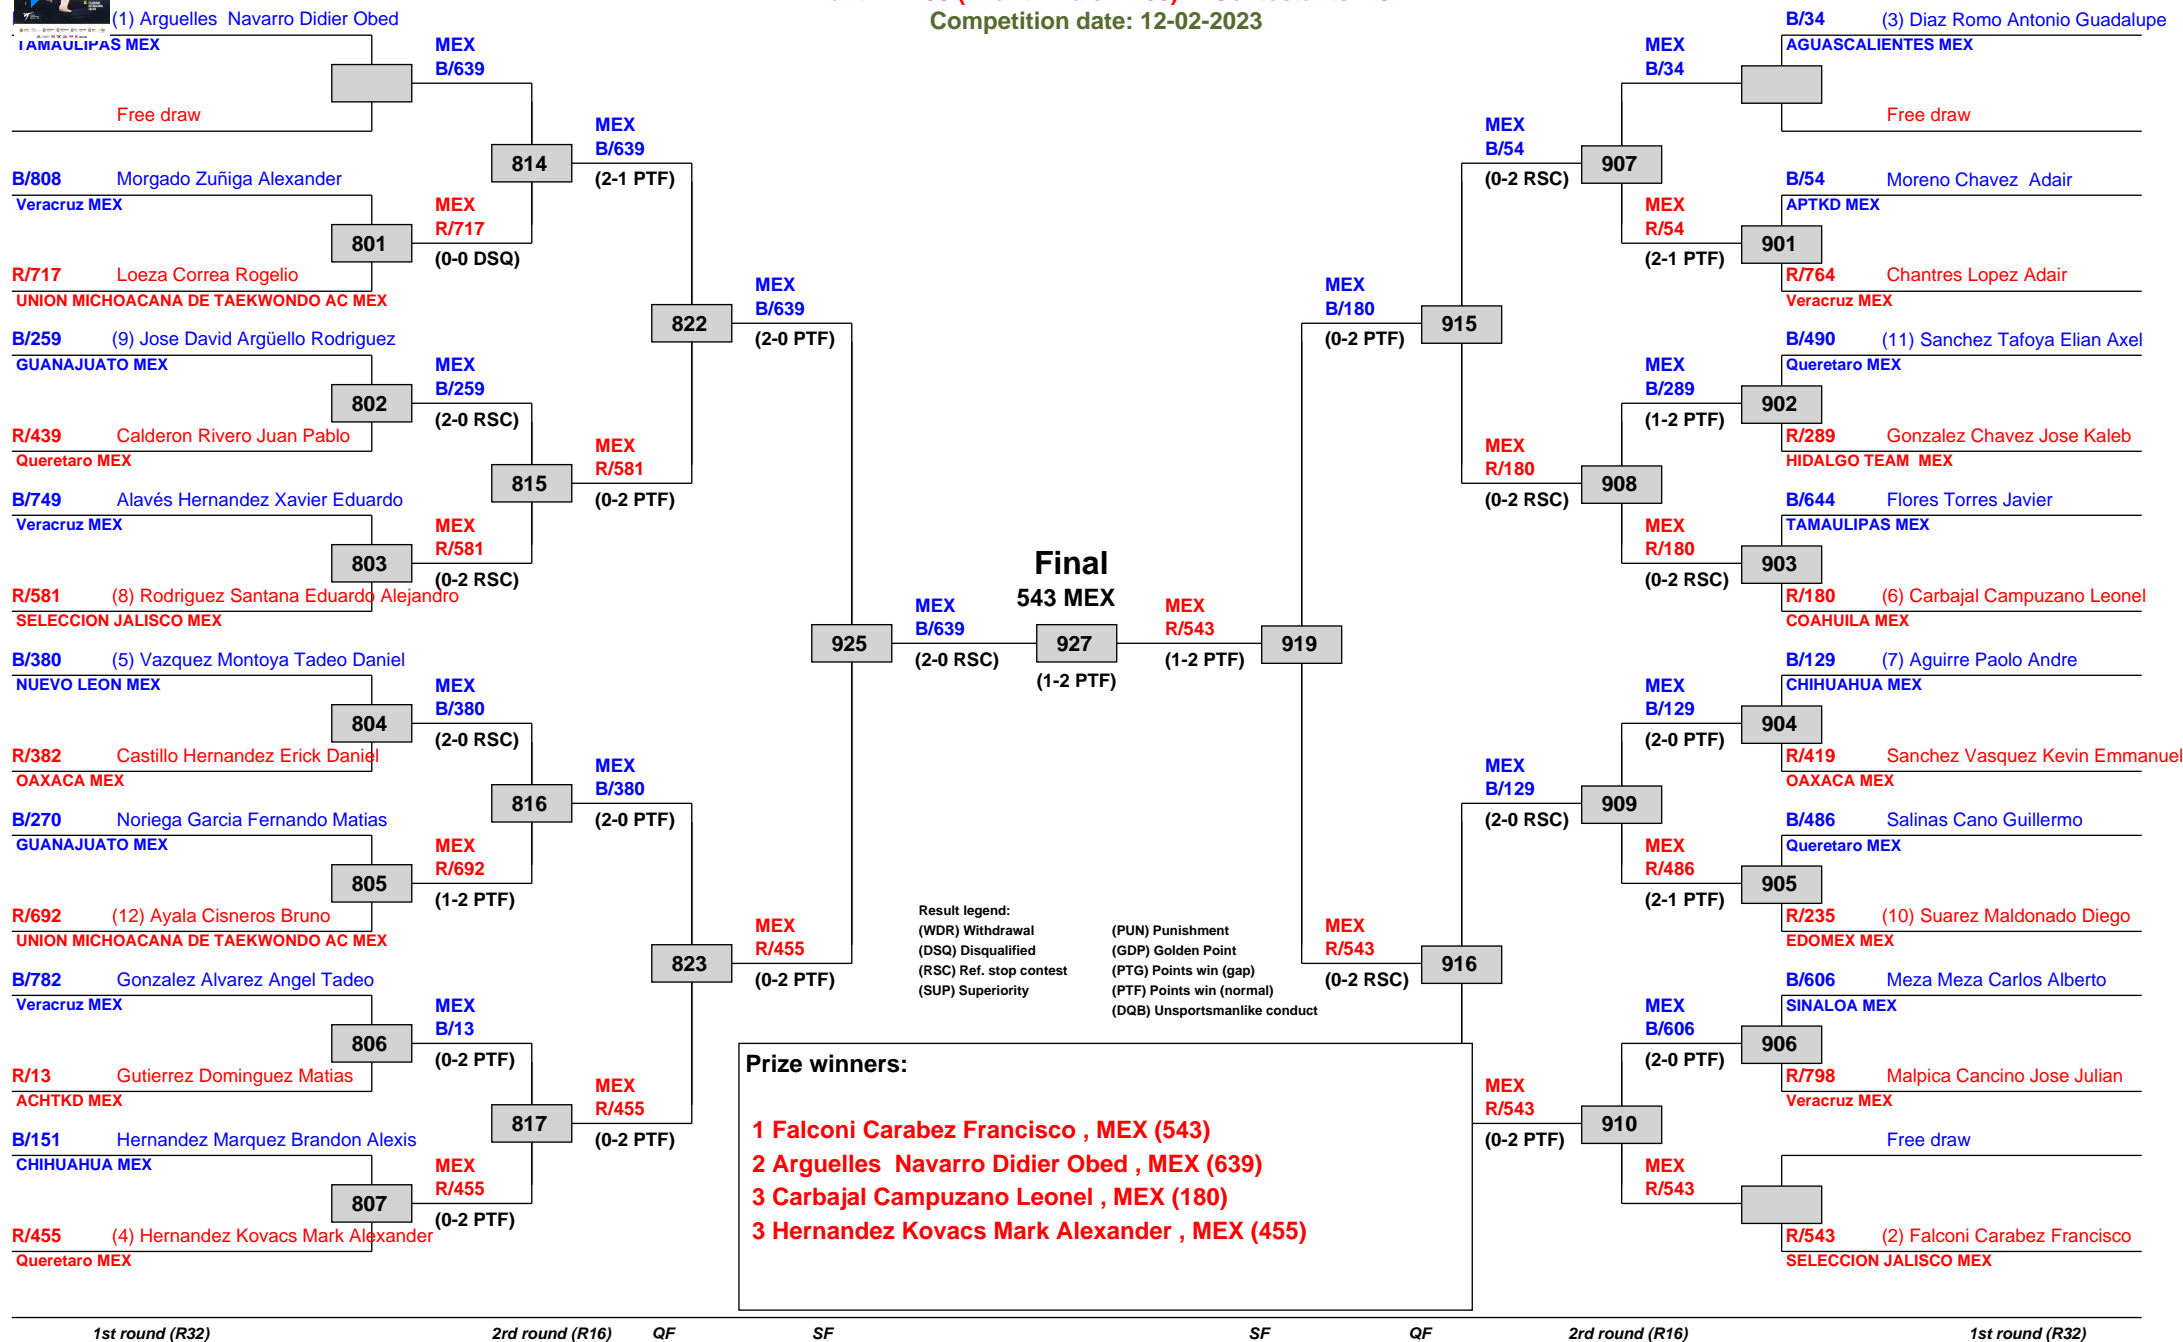 Competition date: 12-02-2023
(1) Arguelles  Navarro Didier Obed
TAMAULIPAS MEX
Free draw
B/808 Morgado Zuñiga Alexander
Veracruz MEX
R/717 Loeza Correa Rogelio
UNION MICHOACANA DE TAEKWONDO AC MEX
B/259 (9) Jose David Argüello Rodriguez
GUANAJUATO MEX
R/439 Calderon Rivero Juan Pablo
Queretaro MEX
B/749 Alavés Hernandez Xavier Eduardo
Veracruz MEX
R/581 (8) Rodriguez Santana Eduardo Alejandro
SELECCION JALISCO MEX
B/380 (5) Vazquez Montoya Tadeo Daniel
NUEVO LEON MEX
R/382 Castillo Hernandez Erick Daniel
OAXACA MEX
B/270 Noriega Garcia Fernando Matias
GUANAJUATO MEX
R/692 (12) Ayala Cisneros Bruno
UNION MICHOACANA DE TAEKWONDO AC MEX
B/782 Gonzalez Alvarez Angel Tadeo
Veracruz MEX
R/13 Gutierrez Dominguez Matias
ACHTKD MEX
B/151 Hernandez Marquez Brandon Alexis
CHIHUAHUA MEX
R/455 (4) Hernandez Kovacs Mark Alexander
Queretaro MEX
801
802
803
804
805
806
807
MEX
B/639
MEX
R/717
(0-0 DSQ)
MEX
B/259
(2-0 RSC)
MEX
R/581
(0-2 RSC)
MEX
B/380
(2-0 RSC)
MEX
R/692
(1-2 PTF)
MEX
B/13
(0-2 PTF)
MEX
R/455
(0-2 PTF)
814
815
816
817
MEX
B/639
(2-1 PTF)
MEX
R/581
(0-2 PTF)
MEX
B/380
(2-0 PTF)
MEX
R/455
(0-2 PTF)
822
823
MEX
B/639
(2-0 PTF)
MEX
R/455
(0-2 PTF)
925
MEX
B/639
(2-0 RSC)
Final
543 MEX
927
(1-2 PTF)
MEX
R/543
(1-2 PTF)
919
MEX
B/180
(0-2 PTF)
MEX
R/543
(0-2 RSC)
915
916
MEX
B/54
(0-2 RSC)
MEX
R/180
(0-2 RSC)
MEX
B/129
(2-0 RSC)
MEX
R/543
(0-2 PTF)
907
908
909
910
MEX
B/34
MEX
R/54
(2-1 PTF)
MEX
B/289
(1-2 PTF)
MEX
R/180
(0-2 RSC)
MEX
B/129
(2-0 PTF)
MEX
R/486
(2-1 PTF)
MEX
B/606
(2-0 PTF)
MEX
R/543
901
902
903
904
905
906
B/34 (3) Diaz Romo Antonio Guadalupe
AGUASCALIENTES MEX
Free draw
B/54 Moreno Chavez  Adair
APTKD MEX
R/764 Chantres Lopez Adair
Veracruz MEX
B/490 (11) Sanchez Tafoya Elian Axel
Queretaro MEX
R/289 Gonzalez Chavez Jose Kaleb
HIDALGO TEAM  MEX
B/644 Flores Torres Javier
TAMAULIPAS MEX
R/180 (6) Carbajal Campuzano Leonel
COAHUILA MEX
B/129 (7) Aguirre Paolo Andre
CHIHUAHUA MEX
R/419 Sanchez Vasquez Kevin Emmanuel
OAXACA MEX
B/486 Salinas Cano Guillermo
Queretaro MEX
R/235 (10) Suarez Maldonado Diego
EDOMEX MEX
B/606 Meza Meza Carlos Alberto
SINALOA MEX
R/798 Malpica Cancino Jose Julian
Veracruz MEX
Free draw
R/543 (2) Falconi Carabez Francisco
SELECCION JALISCO MEX
Result legend:
(WDR) Withdrawal (PUN) Punishment
(DSQ) Disqualified (GDP) Golden Point
(RSC) Ref. stop contest (PTG) Points win (gap)
(SUP) Superiority (PTF) Points win (normal)
(DQB) Unsportsmanlike conduct
Prize winners:
1 Falconi Carabez Francisco , MEX (543)
2 Arguelles  Navarro Didier Obed , MEX (639)
3 Carbajal Campuzano Leonel , MEX (180)
3 Hernandez Kovacs Mark Alexander , MEX (455)
1st round (R32) 2rd round (R16) QF SF SF QF 2rd round (R16) 1st round (R32)